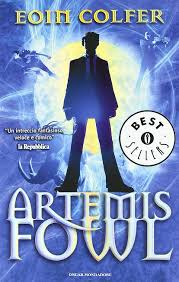 EOIN COLFER
"Un intreccio fantasioso,
veloce e comico"
la Repubblica
BEST
SELLERS
ARTEMIS
FOWL
OSCAR MONDADORI